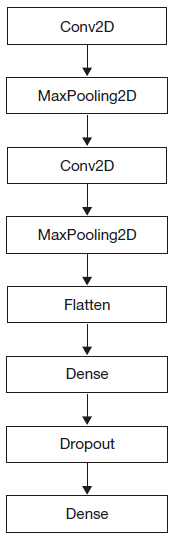 Conv2D
MaxPooling2D
Conv2D
MaxPooling2D
Flatten
Dense
Dropout
Dense